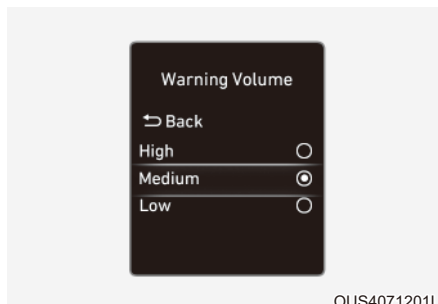 Warning Volume
Back
High
Medium
Low
OUS4071201L